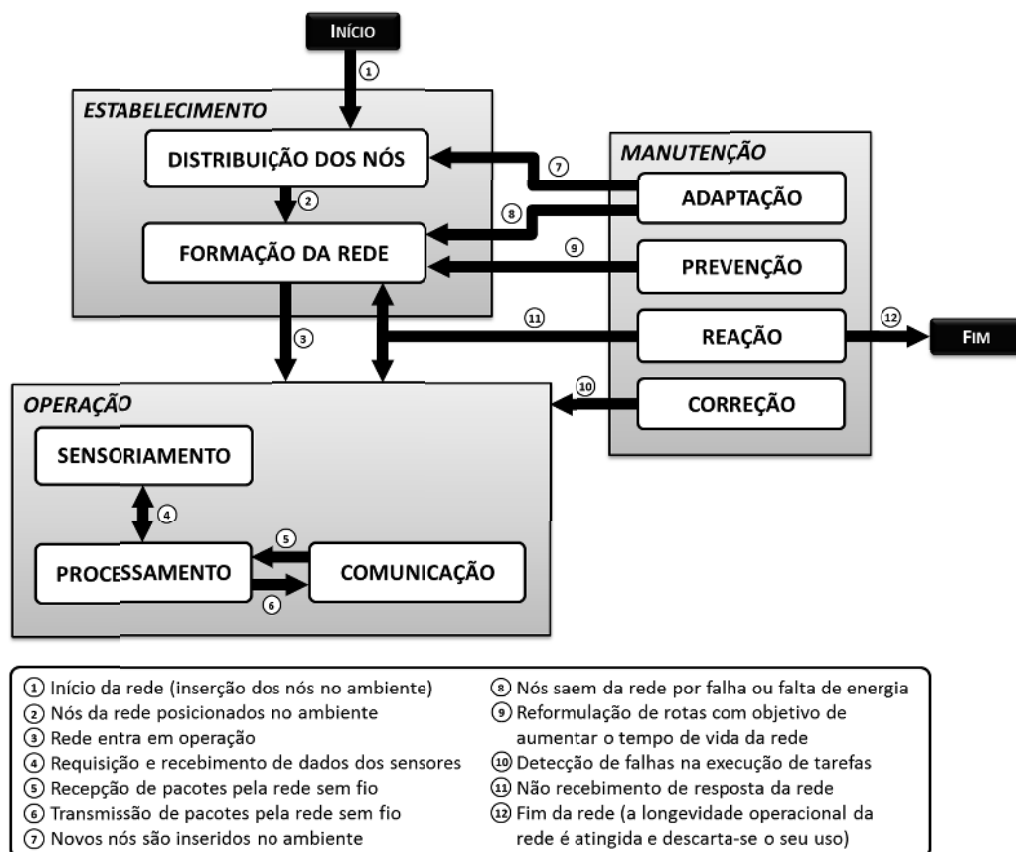 INÍCIO
①
ESTABELECIMENTO
DISTRIBUIÇÃO DOS NÓS
②
FORMAÇÃO DA REDE
③
MANUTENÇÃO
⑦
ADAPTAÇÃO
⑧
⑨
PREVENÇÃO
⑪
REAÇÃO
⑫
FIM
⑩
CORREÇÃO
OPERAÇÃO
SENSORIAMENTO
④
PROCESSAMENTO
⑤
COMUNICAÇÃO
⑥
① Início da rede (inserção dos nós no ambiente)
② Nós da rede posicionados no ambiente
③ Rede entra em operação
④ Requisição e recebimento de dados dos sensores
⑤ Recepção de pacotes pela rede sem fio
⑥ Transmissão de pacotes pela rede sem fio
⑦ Novos nós são inseridos no ambiente
⑧ Nós saem da rede por falha ou falta de energia
⑨ Reformulação de rotas com objetivo de
aumentar o tempo de vida da rede
⑩ Detecção de falhas na execução de tarefas
⑪ Não recebimento de resposta da rede
⑫ Fim da rede (a longevidade operacional da
rede é atingida e descarta-se o seu uso)